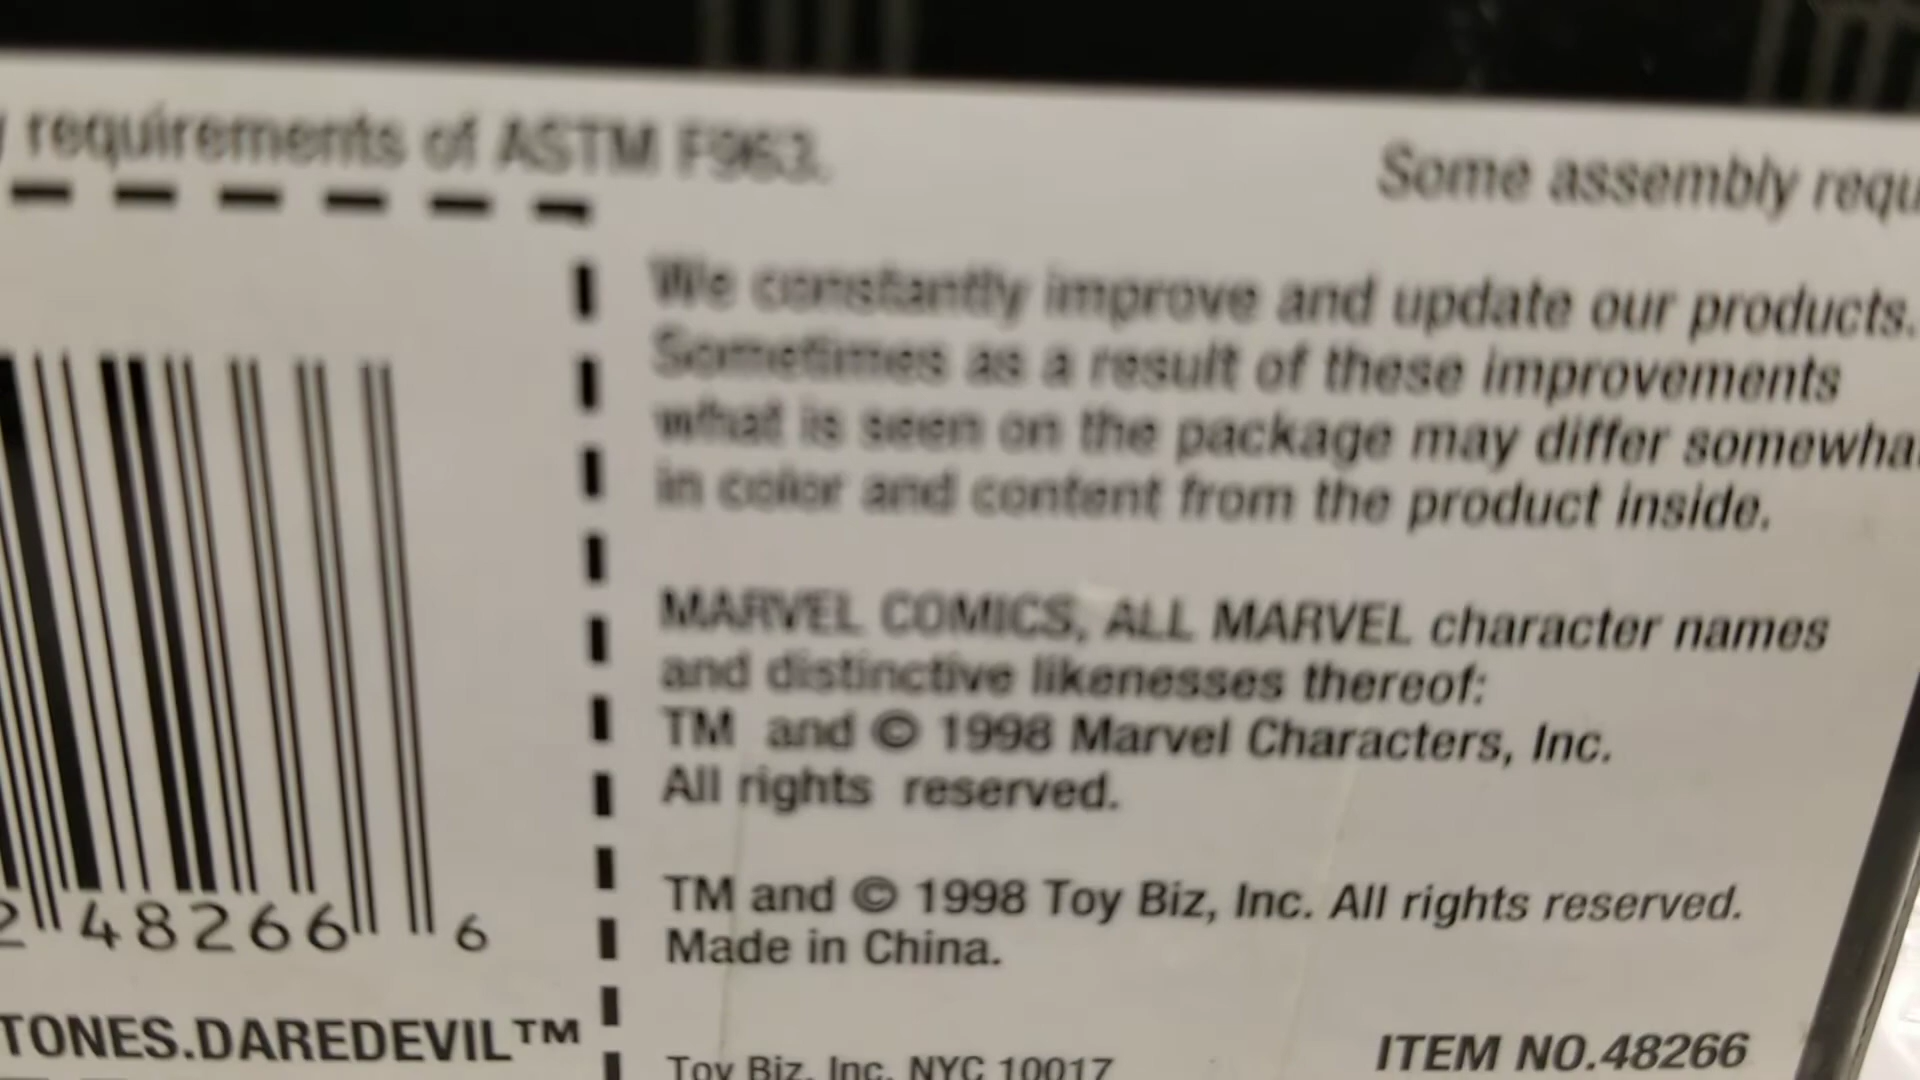 requirements of ASTM F963.
Some assembly requ
We constantly improve and update our products.
Sometimes as a result of these improvements
what is seen on the package may differ somewha
in color and content from the product inside.
MARVEL COMICS, ALL MARVEL character names
and distinctive likenesses thereof:
TM and © 1998 Marvel Characters, Inc.
All rights reserved.
TM and © 1998 Toy Biz, Inc. All rights reserved.
Made in China.
2 48266 6
TONES.DAREDEVIL™
Toy Biz, Inc. NYC 10017
ITEM NO.48266